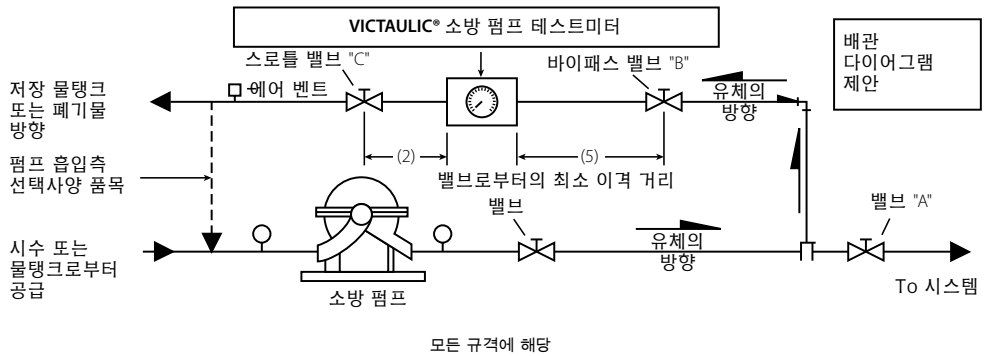 VICTAULIC® 소방 펌프 테스트미터
배관
다이어그램
제안
스로틀 밸브 "C"
바이패스 밸브 "B"
저장 물탱크
또는 폐기물
방향
에어 벤트
유체의
방향
(2)
(5)
펌프 흡입측
선택사양 품목
밸브로부터의 최소 이격 거리
밸브
밸브 "A"
시수 또는
물탱크로부터
공급
유체의
방향
To 시스템
소방 펌프
모든 규격에 해당